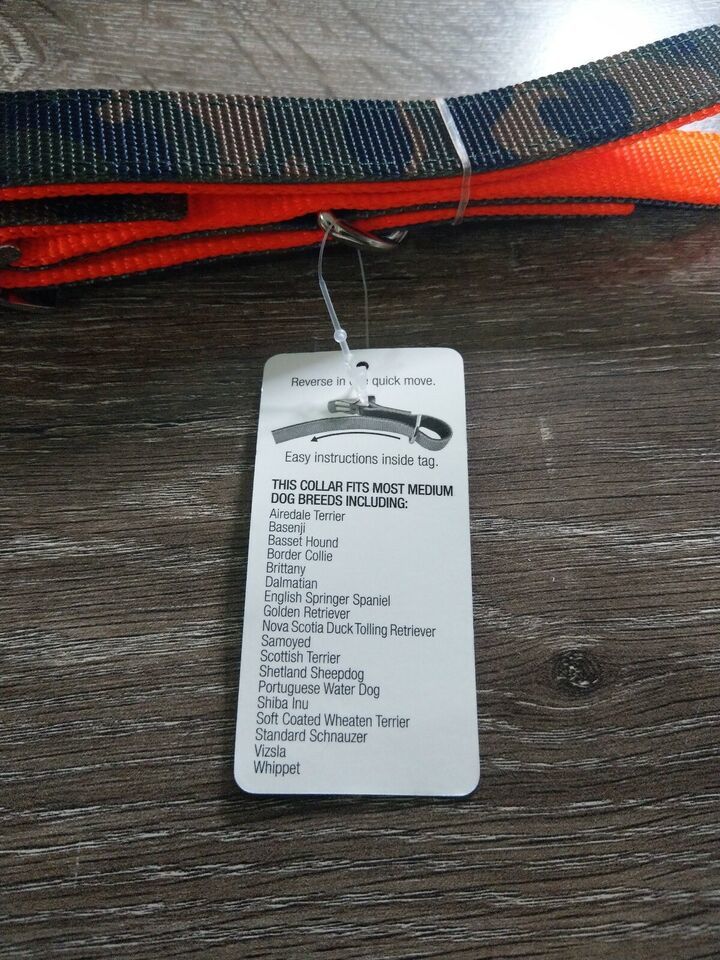 Reverse in quick move.
Easy instructions inside tag.
THIS COLLAR FITS MOST MEDIUM
DOG BREEDS INCLUDING:
Airedale Terrier
Basenji
Basset Hound
Border Collie
Brittany
Dalmatian
English Springer Spaniel
Golden Retriever
Nova Scotia Duck Tolling Retriever
Samoyed
Scottish Terrier
Shetland Sheepdog
Portuguese Water Dog
Shiba Inu
Soft Coated Wheaten Terrier
Standard Schnauzer
Vizsla
Whippet